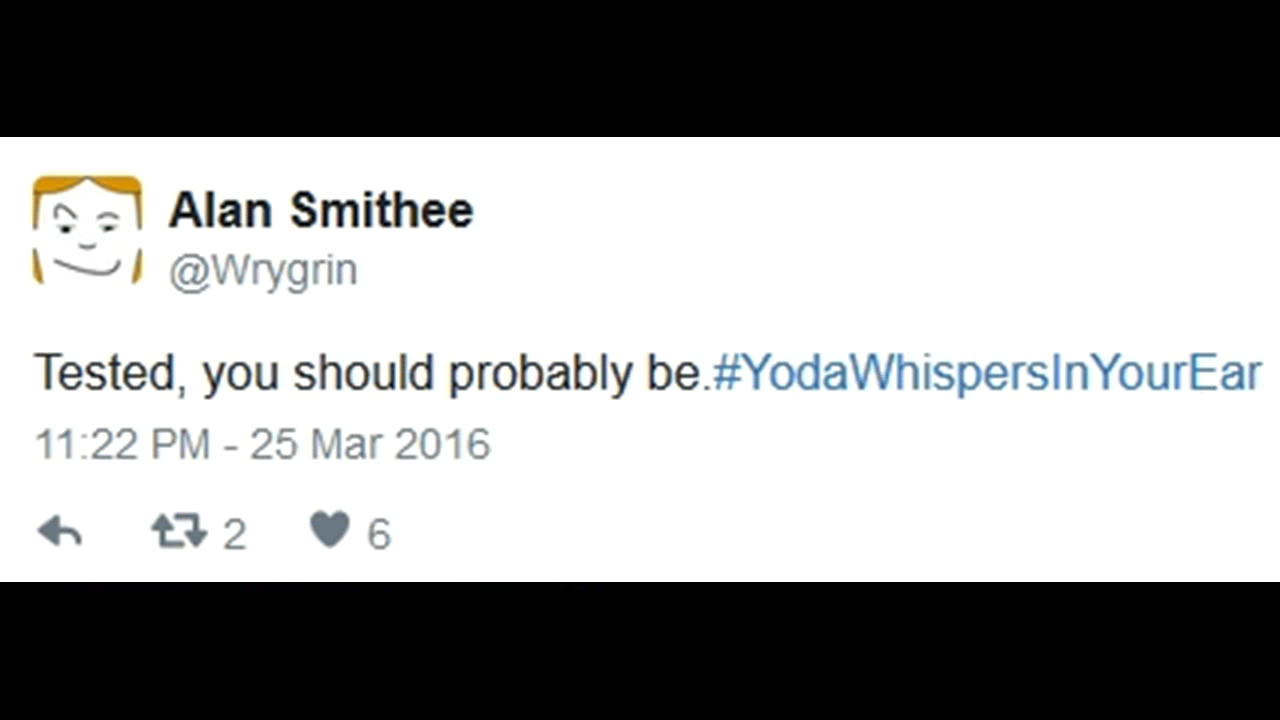 Alan Smithee
@Wrygrin
Tested, you should probably be.#YodaWhispersInYourEar
11:22 PM - 25 Mar 2016
2 6